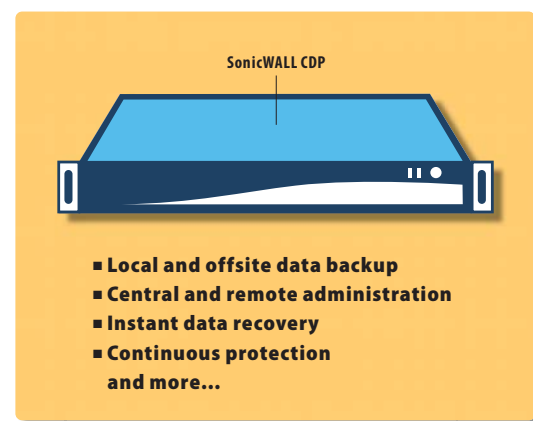 SonicWALL CDP
▪ Local and offsite data backup
▪ Central and remote administration
▪ Instant data recovery
▪ Continuous protection
and more...